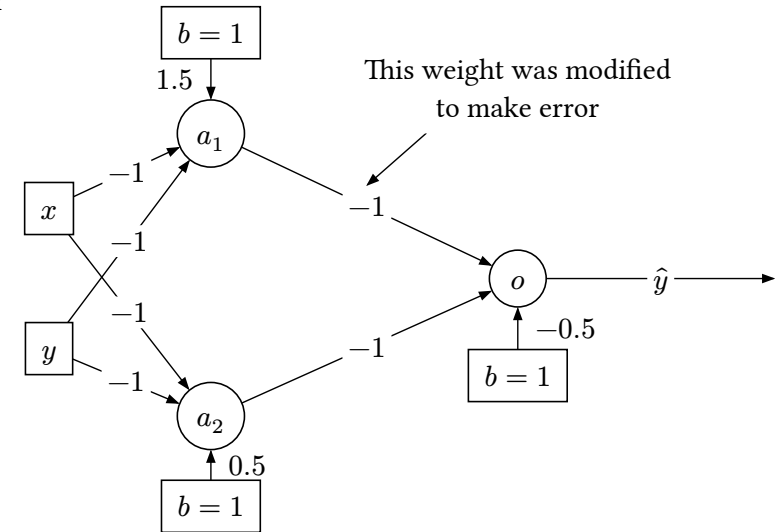 b = 1
1.5
This weight was modified
to make error
a₁
−1
−1
x
−1
−1
o
ŷ
−1
y
−1
−1
−0.5
b = 1
a₂
0.5
b = 1